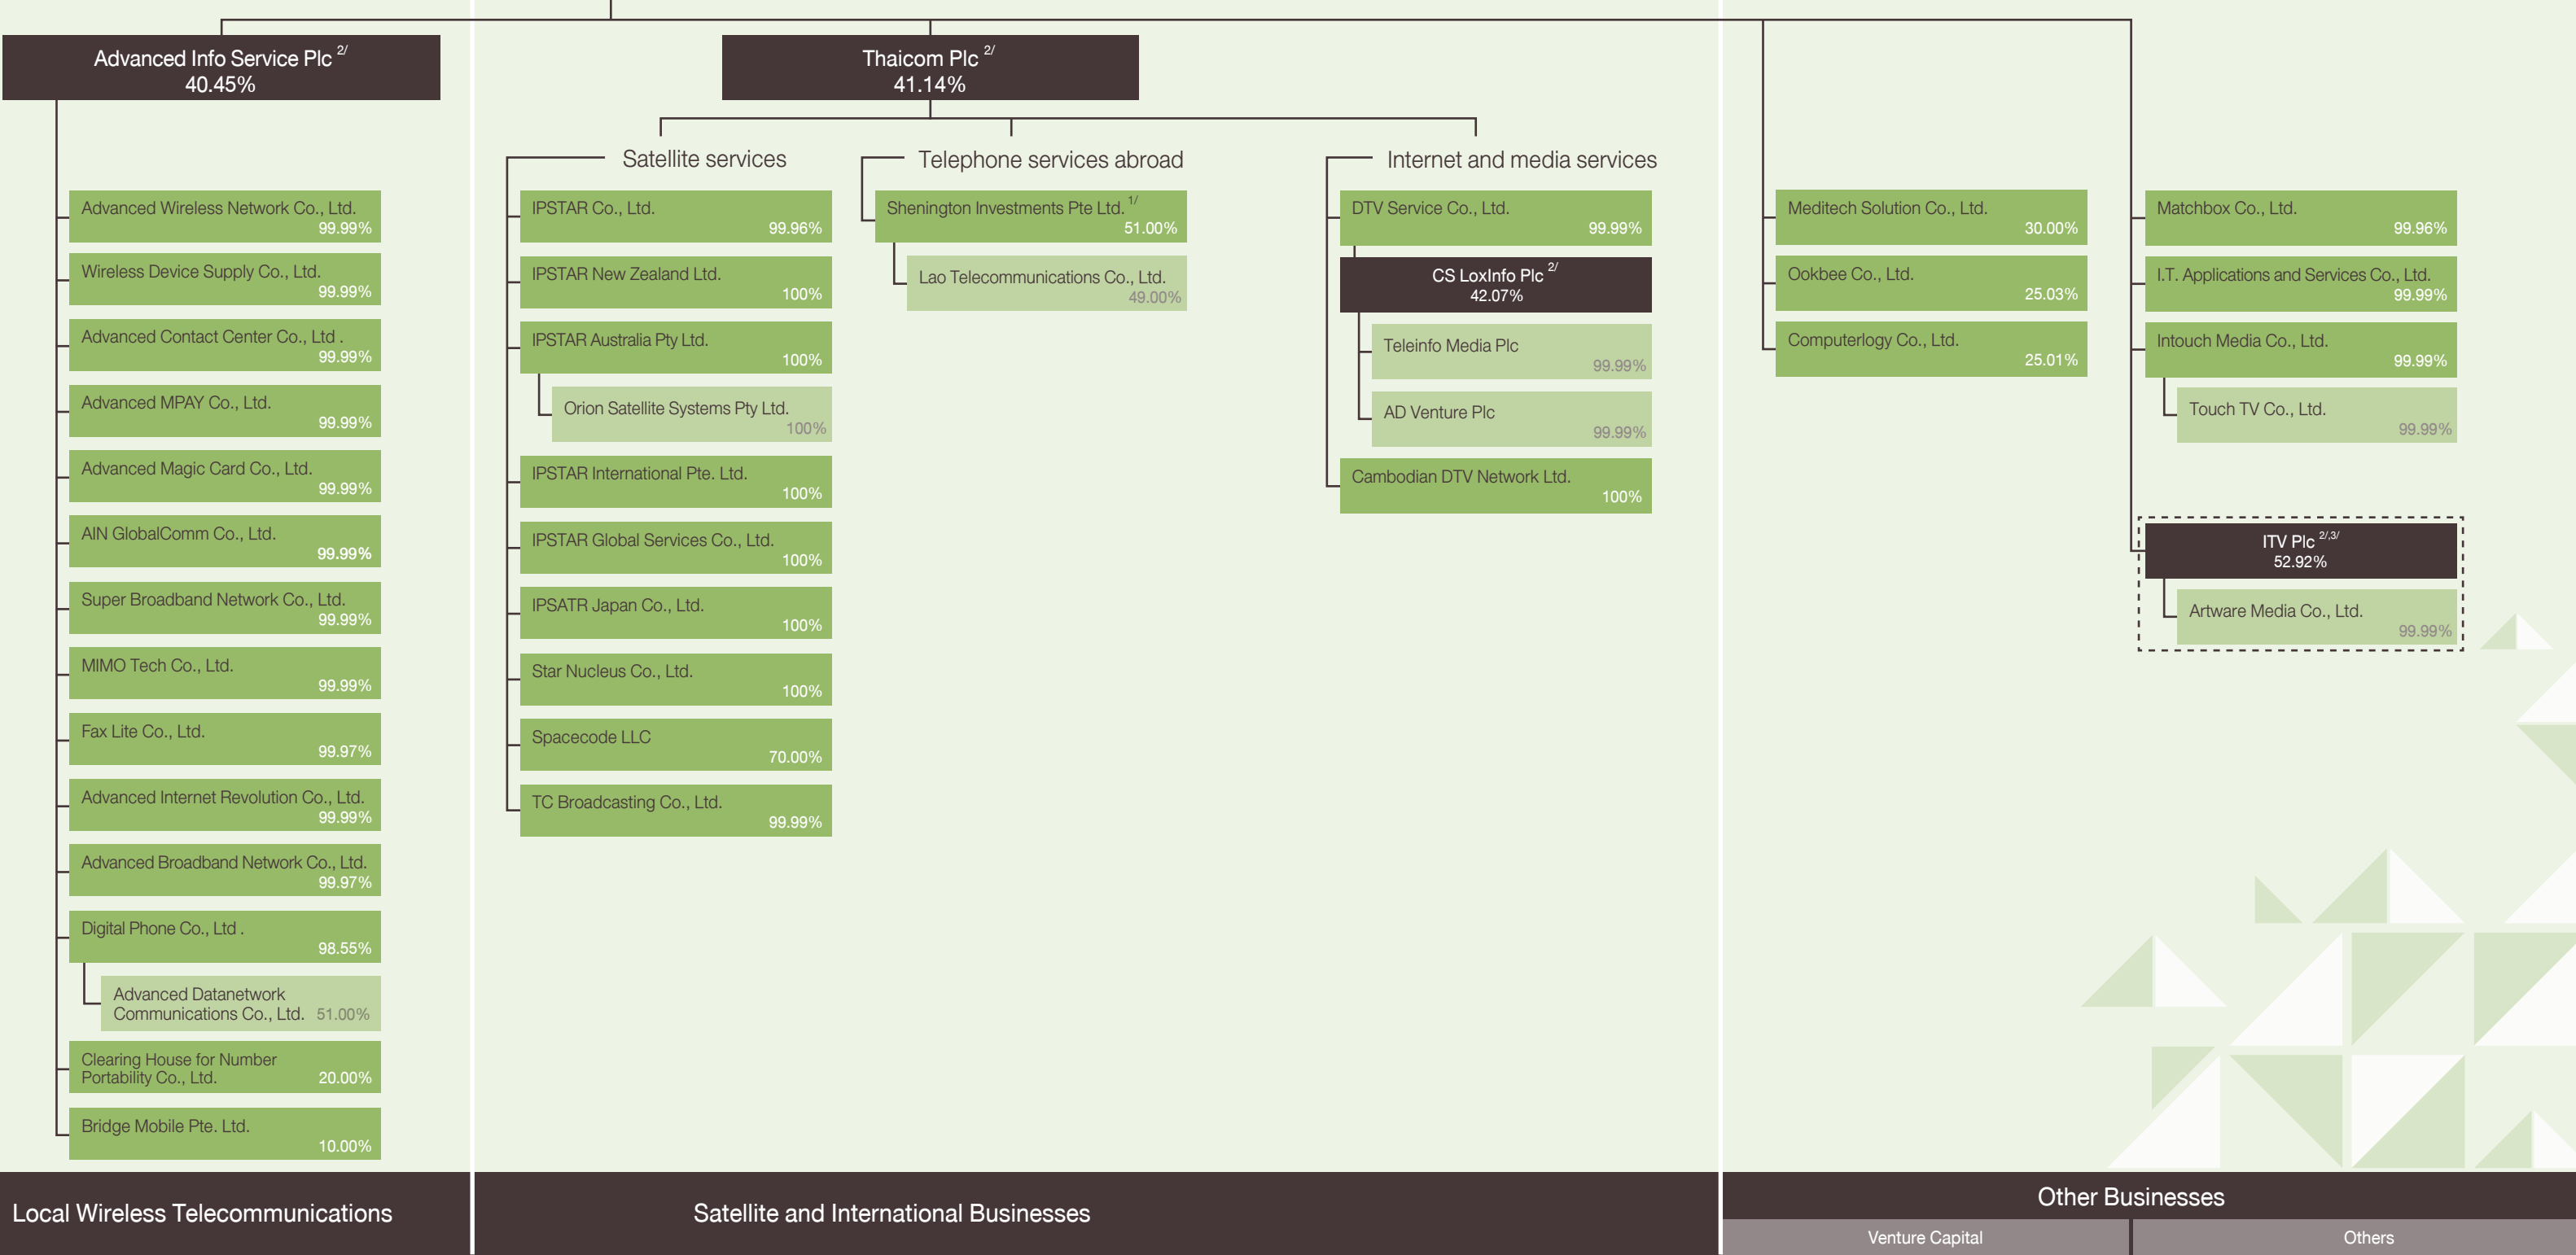 Advanced Info Service Plc 2/
40.45%
Advanced Wireless Network Co., Ltd.
99.99%
Wireless Device Supply Co., Ltd.
99.99%
Advanced Contact Center Co., Ltd .
99.99%
Advanced MPAY Co., Ltd.
99.99%
Advanced Magic Card Co., Ltd.
99.99%
AIN GlobalComm Co., Ltd.
99.99%
Super Broadband Network Co., Ltd.
99.99%
MIMO Tech Co., Ltd.
99.99%
Fax Lite Co., Ltd.
99.97%
Advanced Internet Revolution Co., Ltd.
99.99%
Advanced Broadband Network Co., Ltd.
99.97%
Digital Phone Co., Ltd .
98.55%
Advanced Datanetwork
Communications Co., Ltd. 51.00%
Clearing House for Number
Portability Co., Ltd. 20.00%
Bridge Mobile Pte. Ltd.
10.00%
Local Wireless Telecommunications
Thaicom Plc 2/
41.14%
Satellite services
IPSTAR Co., Ltd.
99.96%
IPSTAR New Zealand Ltd.
100%
IPSTAR Australia Pty Ltd.
100%
Orion Satellite Systems Pty Ltd.
100%
IPSTAR International Pte. Ltd.
100%
IPSTAR Global Services Co., Ltd.
100%
IPSATR Japan Co., Ltd.
100%
Star Nucleus Co., Ltd.
100%
Spacecode LLC
70.00%
TC Broadcasting Co., Ltd.
99.99%
Telephone services abroad
Shenington Investments Pte Ltd. 1/
51.00%
Lao Telecommunications Co., Ltd.
49.00%
Internet and media services
DTV Service Co., Ltd.
99.99%
CS LoxInfo Plc 2/
42.07%
Teleinfo Media Plc
99.99%
AD Venture Plc
99.99%
Cambodian DTV Network Ltd.
100%
Satellite and International Businesses
Meditech Solution Co., Ltd.
30.00%
Ookbee Co., Ltd.
25.03%
Computerlogy Co., Ltd.
25.01%
Matchbox Co., Ltd.
99.96%
I.T. Applications and Services Co., Ltd.
99.99%
Intouch Media Co., Ltd.
99.99%
Touch TV Co., Ltd.
99.99%
ITV Plc 2/,3/
52.92%
Artware Media Co., Ltd.
99.99%
Other Businesses
Venture Capital
Others